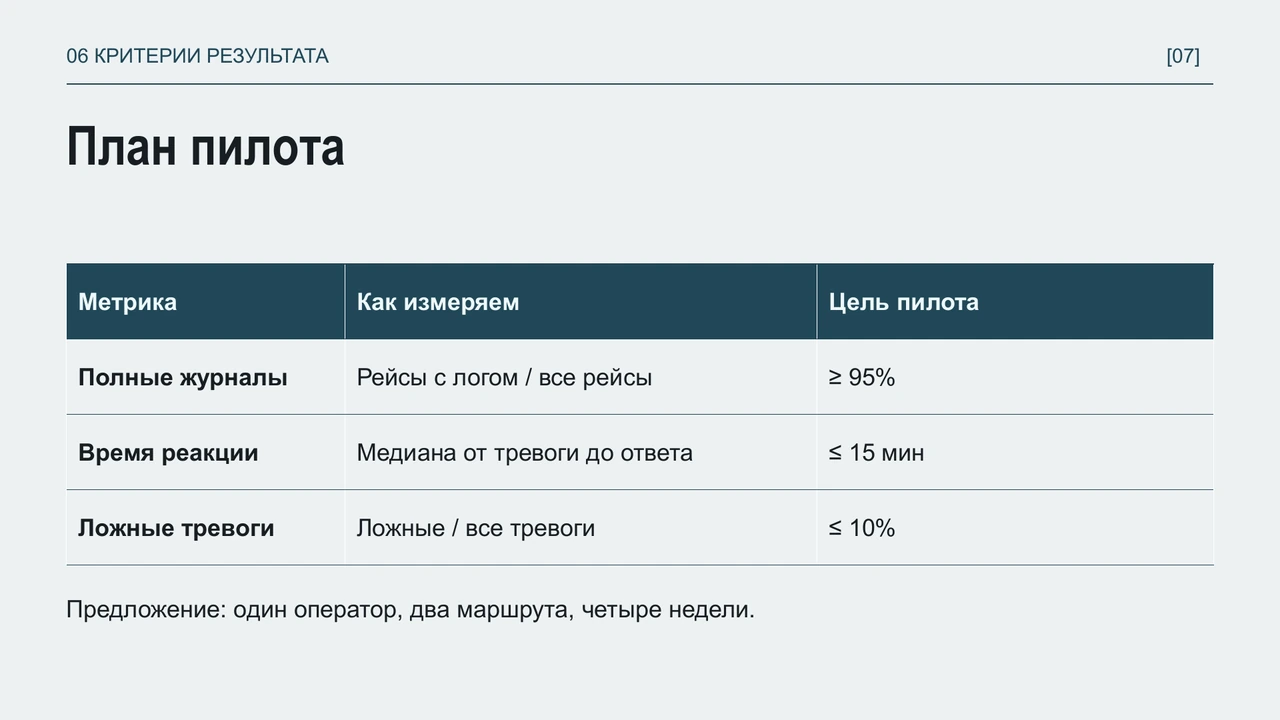 06 КРИТЕРИИ РЕЗУЛЬТАТА [07]
План пилота
Метрика Как измеряем Цель пилота
Полные журналы Рейсы с логом / все рейсы ≥ 95%
Время реакции Медиана от тревоги до ответа ≤ 15 мин
Ложные тревоги Ложные / все тревоги ≤ 10%
Предложение: один оператор, два маршрута, четыре недели.